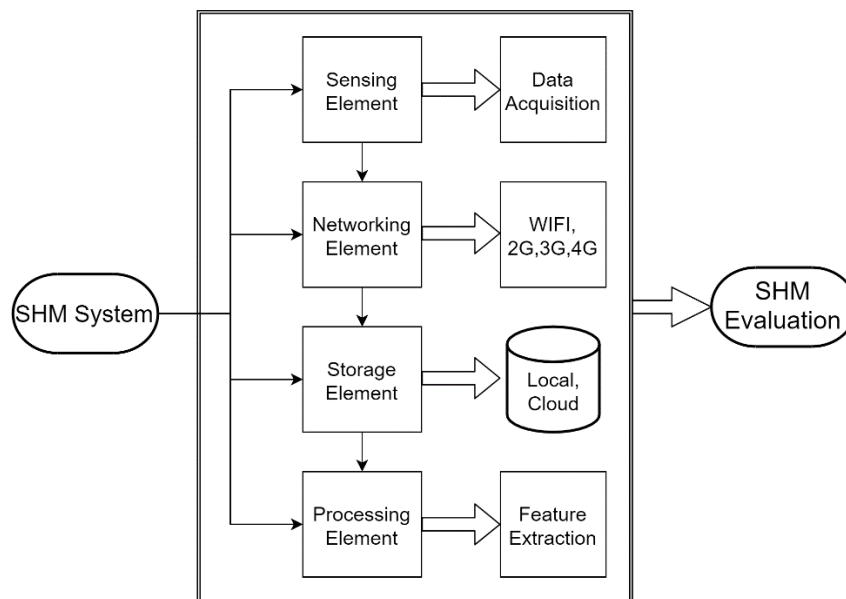 Sensing
Element
Data
Acquisition
Networking
Element
WIFI,
2G,3G,4G
SHM System
SHM
Evaluation
Storage
Element
Local,
Cloud
Processing
Element
Feature
Extraction